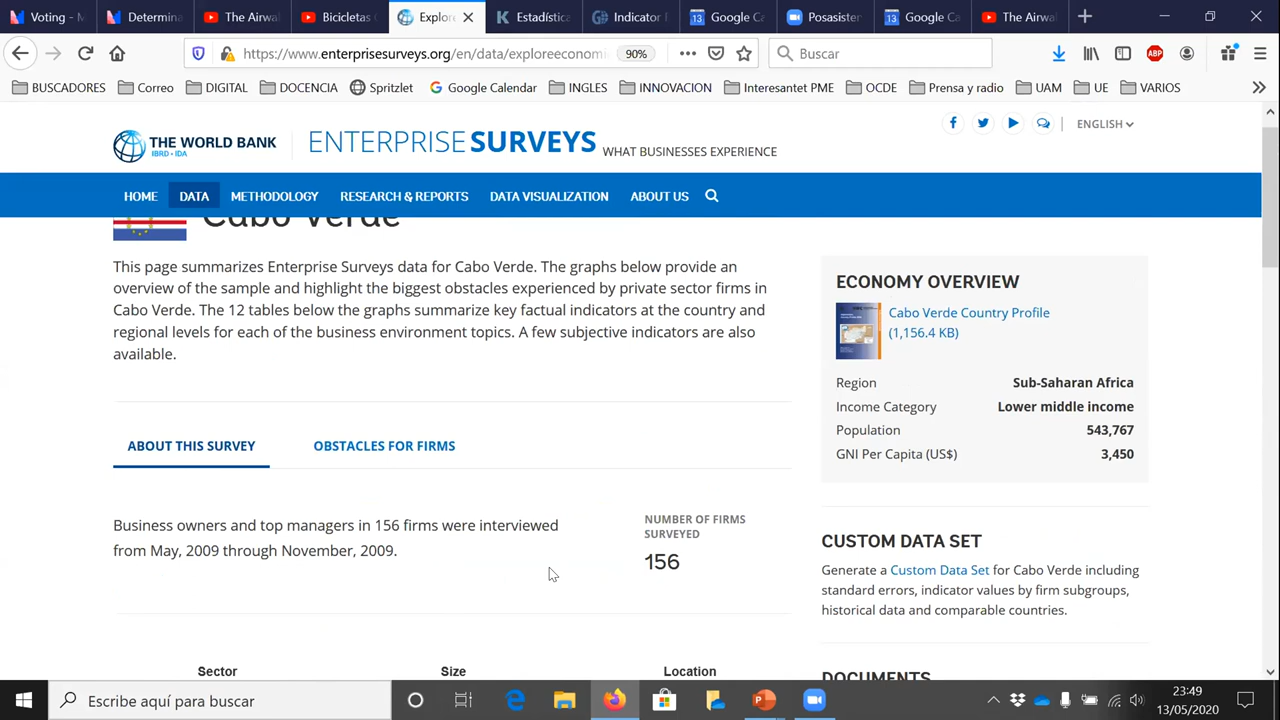 Voting - M
Determina
The Airwa
Bicicletas
Explore
Estadística
Indicator
Google Ca
Posasisten
Google Ca
The Airwa
https://www.enterprisesurveys.org/en/data/exploreeconomi
90%
Buscar
BUSCADORES
Correo
DIGITAL
DOCENCIA
Spritzlet
Google Calendar
INGLES
INNOVACION
Interesantet PME
OCDE
Prensa y radio
UAM
UE
VARIOS
THE WORLD BANK
IBRD • IDA
ENTERPRISE SURVEYS WHAT BUSINESSES EXPERIENCE
ENGLISH
HOME DATA METHODOLOGY RESEARCH & REPORTS DATA VISUALIZATION ABOUT US
Cabo Verde
This page summarizes Enterprise Surveys data for Cabo Verde. The graphs below provide an
overview of the sample and highlight the biggest obstacles experienced by private sector firms in
Cabo Verde. The 12 tables below the graphs summarize key factual indicators at the country and
regional levels for each of the business environment topics. A few subjective indicators are also
available.
ABOUT THIS SURVEY OBSTACLES FOR FIRMS
Business owners and top managers in 156 firms were interviewed
from May, 2009 through November, 2009.
NUMBER OF FIRMS
SURVEYED
156
Sector Size Location
ECONOMY OVERVIEW
Cabo Verde Country Profile
(1,156.4 KB)
Region Sub-Saharan Africa
Income Category Lower middle income
Population 543,767
GNI Per Capita (US$) 3,450
CUSTOM DATA SET
Generate a Custom Data Set for Cabo Verde including
standard errors, indicator values by firm subgroups,
historical data and comparable countries.
DOCUMENTS
Escribe aquí para buscar
23:49
13/05/2020